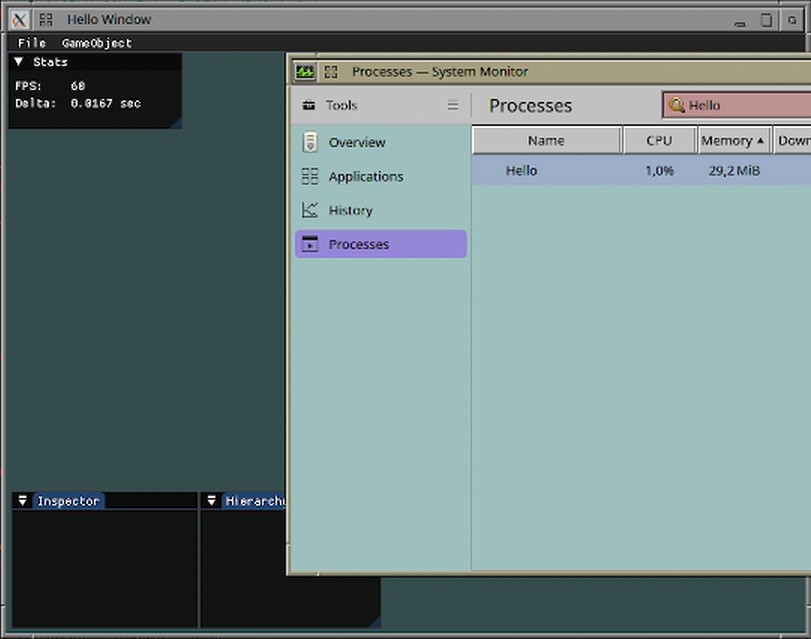 Hello Window
File GameObject
Stats
FPS: 60
Delta: 0.0167 sec
Processes — System Monitor
Tools
Processes
Hello
Overview
Applications
History
Processes
Name CPU Memory Down
Hello 1,0% 29,2 MiB
Inspector
Hierarchy